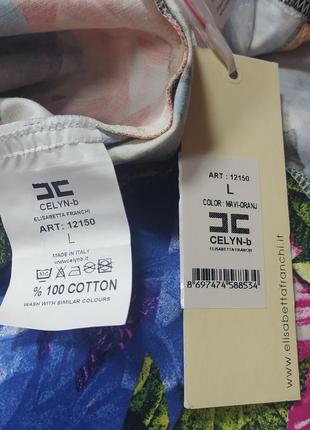 CELYN-b
ELISABETTA FRANCHI
ART: 12150
L
MADE IN ITALY
www.celynb.it
% 100 COTTON
WASH WITH SIMILAR COLOURS
ART : 12150
L
COLOR: MAVI-ORANJ
CELYN-b
ELISABETTA FRANCHI
8 697474 588534
www.elisabettafranchi.it